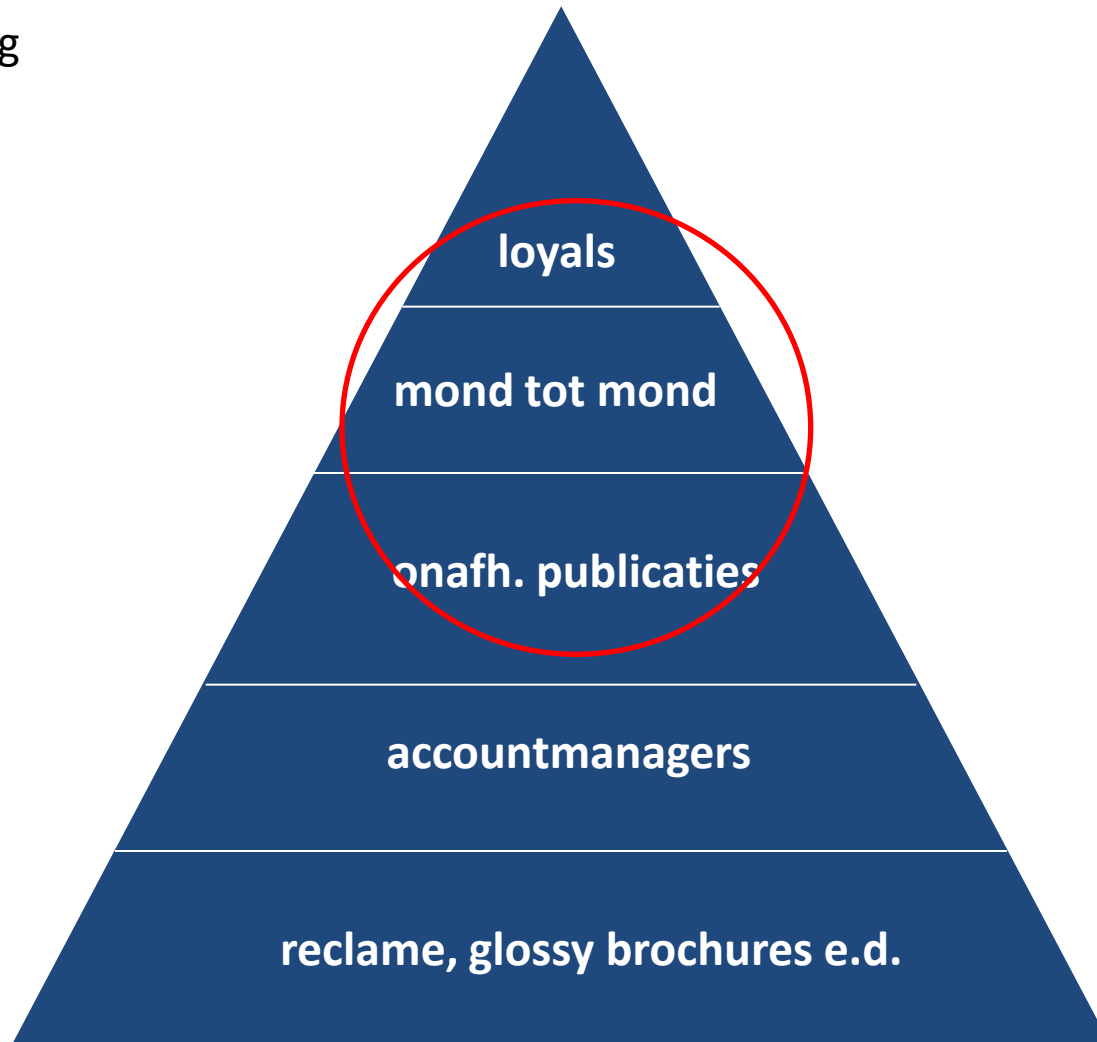 g
loyals
mond tot mond
onafh. publicaties
accountmanagers
reclame, glossy brochures e.d.